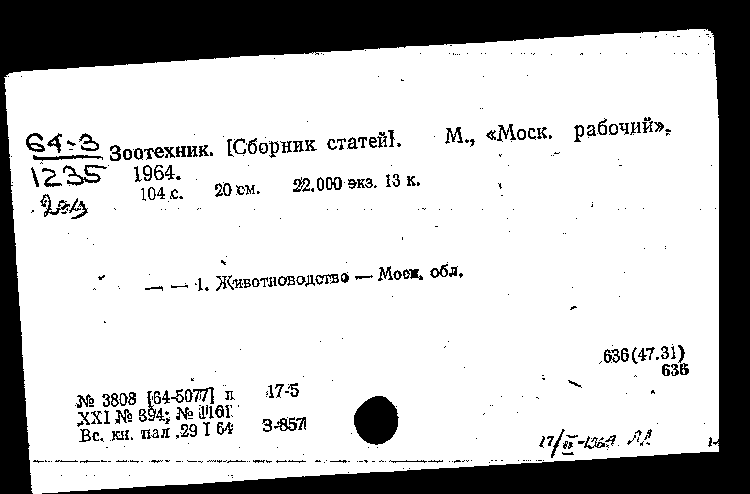 64-3
1235
Зоотехник. [Сборник статей]. М., «Моск. рабочий»,
1964.
104 с. 20 см. 22.000 экз. 13 к.
— — 1. Животноводство — Моск. обл.
636(47.31)
636
№ 3808 [64-5077] п 17-5
XXI № 894; № 1161
Вс. кн. пал .29 I 64 З-857